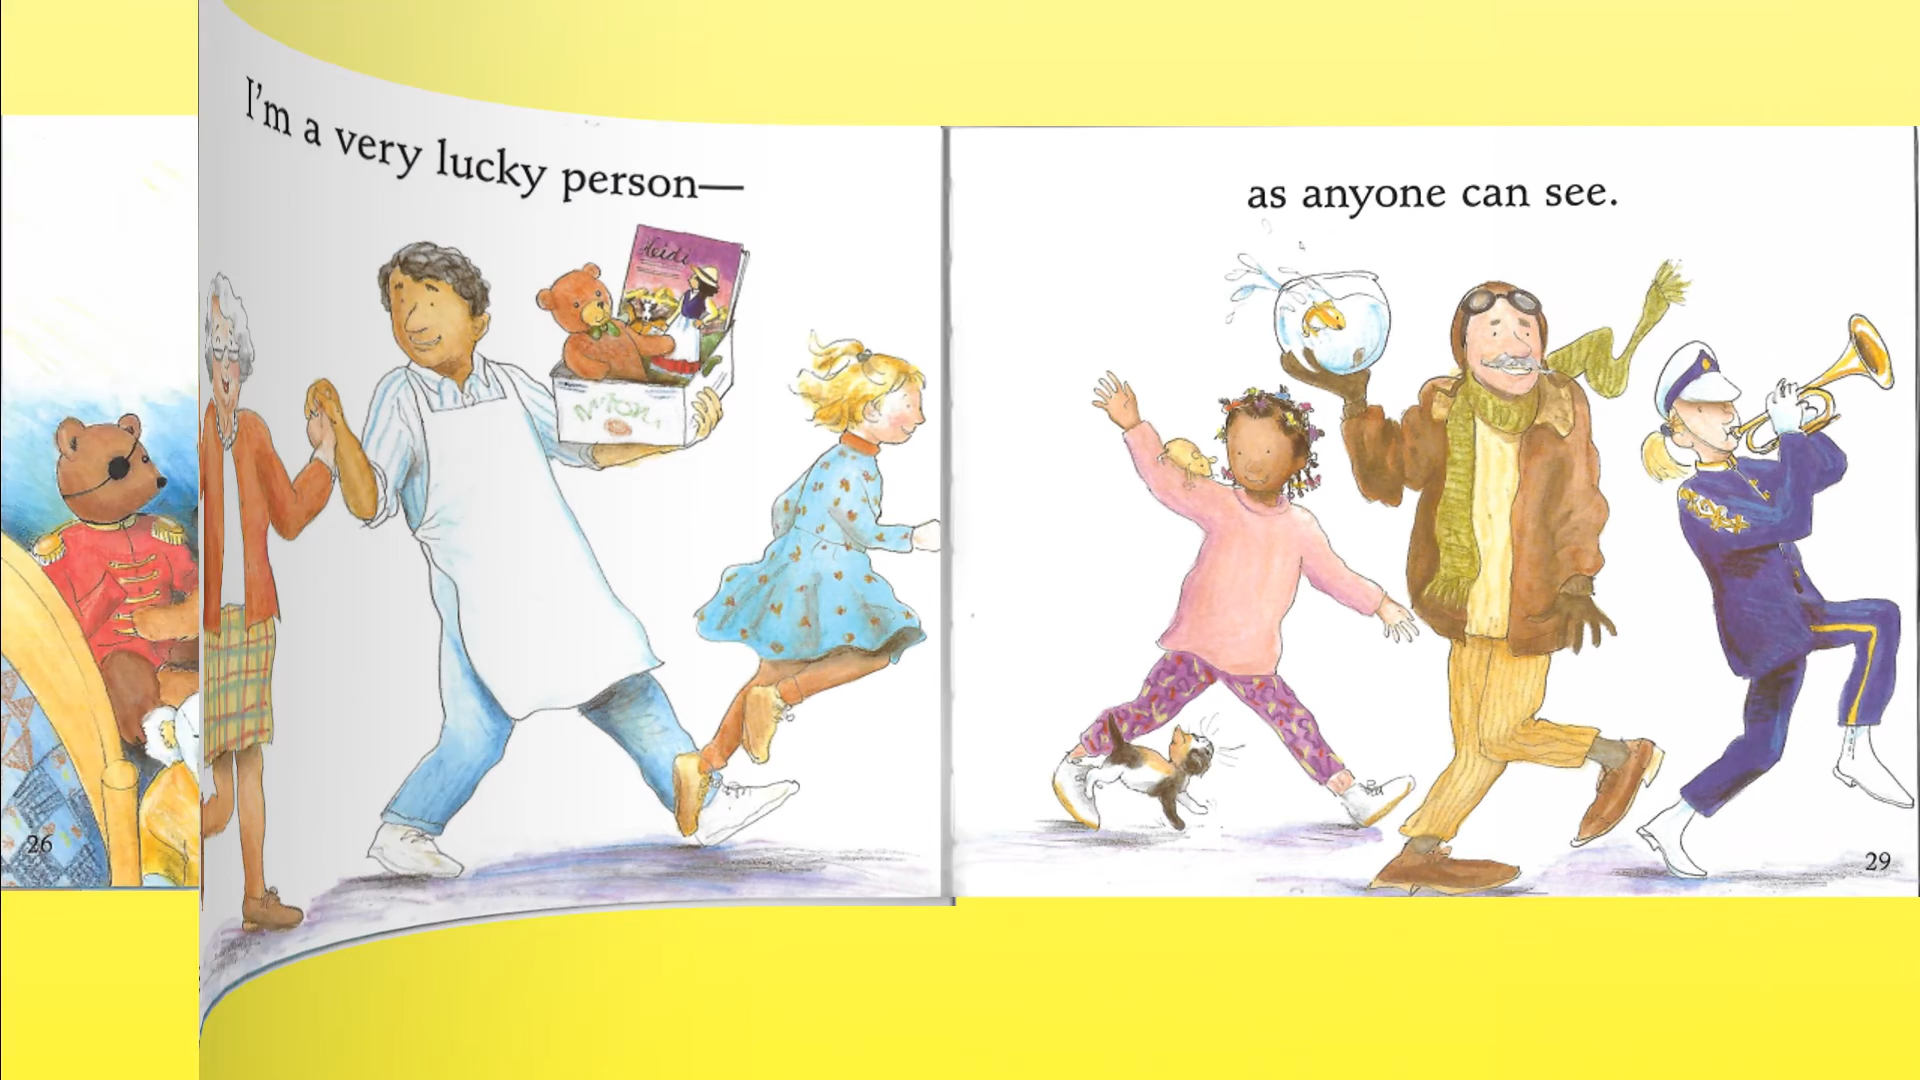 I'm a very lucky person—
Heidi
as anyone can see.
26
29